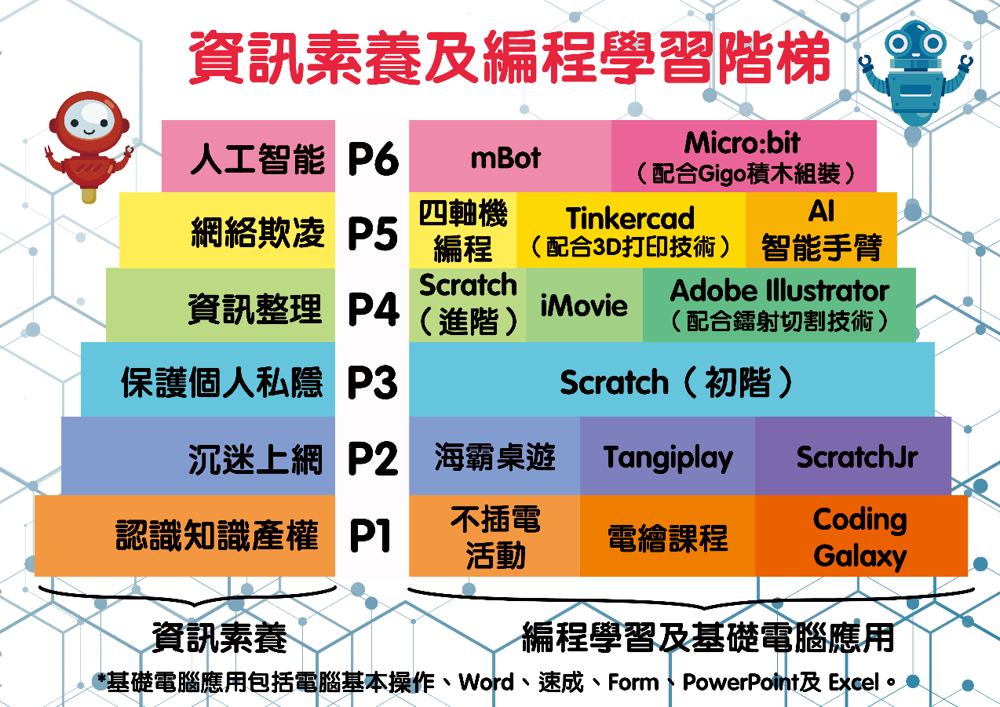 資訊素養及編程學習階梯
人工智能 P6 mBot Micro:bit
（配合Gigo積木組裝）
網絡欺凌 P5 四軸機
編程 Tinkercad
（配合3D打印技術） AI
智能手臂
資訊整理 P4 Scratch
（進階） iMovie Adobe Illustrator
（配合鐳射切割技術）
保護個人私隱 P3 Scratch（初階）
沉迷上網 P2 海霸桌遊 Tangiplay ScratchJr
認識知識產權 P1 不插電
活動 電繪課程 Coding
Galaxy
資訊素養 編程學習及基礎電腦應用
*基礎電腦應用包括電腦基本操作、Word、速成、Form、PowerPoint及 Excel。